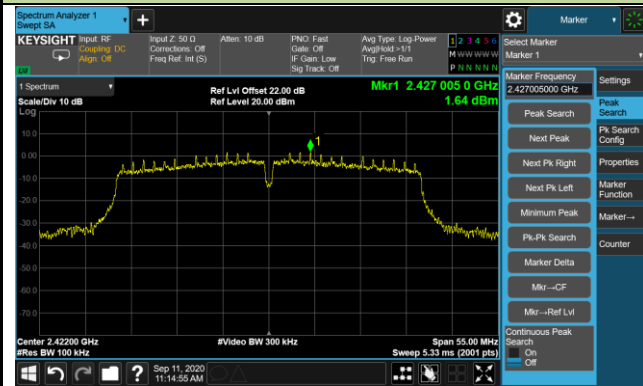 Spectrum Analyzer 1
Swept SA
Marker
KEYSIGHT
Input: RF
Coupling: DC
Align: Off
Input Z: 50 Ω
Corrections: Off
Freq Ref: Int (S)
Atten: 10 dB
PNO: Fast
Gate: Off
IF Gain: Low
Sig Track: Off
Avg Type: Log-Power
Avg|Hold:>1/1
Trig: Free Run
1 2 3 4 5 6
M W W W W W
P N N N N N
LXI
Select Marker
Marker 1
1 Spectrum
Scale/Div 10 dB
Log
Ref Lvl Offset 22.00 dB
Ref Level 20.00 dBm
Mkr1 2.427 005 0 GHz
1.64 dBm
10.0
0.00
-10.0
-20.0
-30.0
-40.0
-50.0
-60.0
-70.0
1
Center 2.42200 GHz
#Res BW 100 kHz
#Video BW 300 kHz
Span 55.00 MHz
Sweep 5.33 ms (2001 pts)
Marker Frequency
2.427005000 GHz
Peak Search
Next Peak
Next Pk Right
Next Pk Left
Minimum Peak
Pk-Pk Search
Marker Delta
Mkr→CF
Mkr→Ref Lvl
Continuous Peak
Search
On
Off
Settings
Peak
Search
Pk Search
Config
Properties
Marker
Function
Marker→
Counter
?
Sep 11, 2020
11:14:55 AM